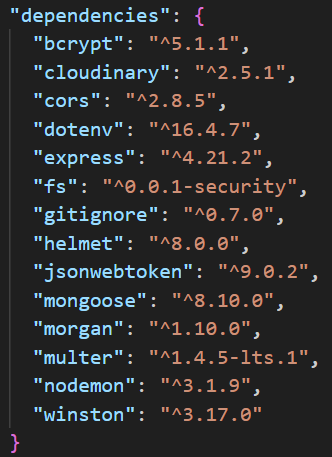 "dependencies": {
"bcrypt": "^5.1.1",
"cloudinary": "^2.5.1",
"cors": "^2.8.5",
"dotenv": "^16.4.7",
"express": "^4.21.2",
"fs": "^0.0.1-security",
"gitignore": "^0.7.0",
"helmet": "^8.0.0",
"jsonwebtoken": "^9.0.2",
"mongoose": "^8.10.0",
"morgan": "^1.10.0",
"multer": "^1.4.5-lts.1",
"nodemon": "^3.1.9",
"winston": "^3.17.0"
}